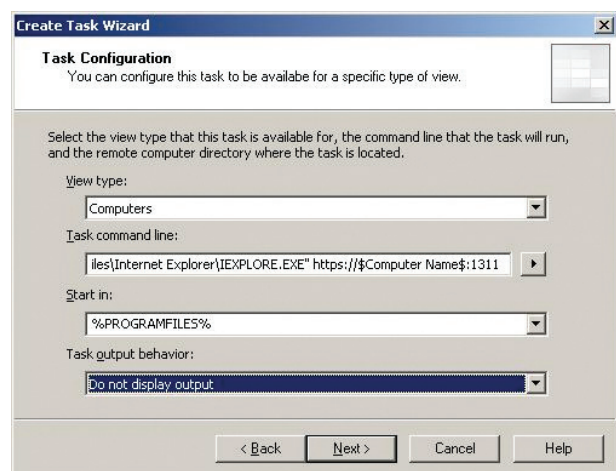 Create Task Wizard
Task Configuration
You can configure this task to be availabe for a specific type of view.
Select the view type that this task is available for, the command line that the task will run,
and the remote computer directory where the task is located.
View type:
Computers
Task command line:
iles\Internet Explorer\IEXPLORE.EXE" https://$Computer Name$:1311
Start in:
%PROGRAMFILES%
Task output behavior:
Do not display output
< Back
Next >
Cancel
Help